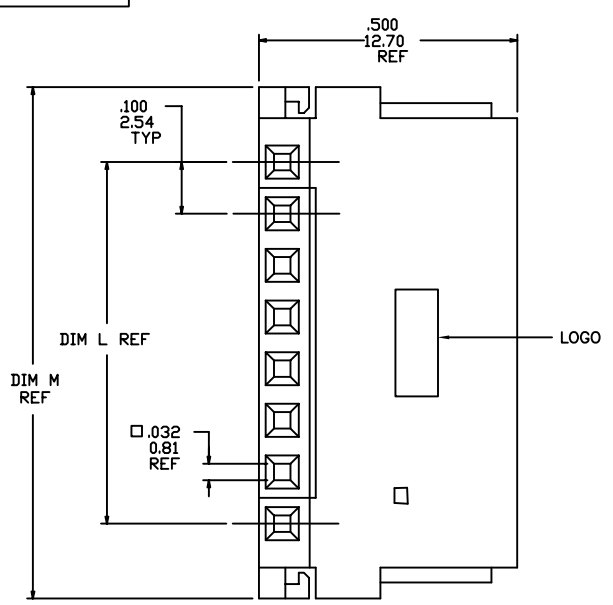 .500
12.70
REF
.100
2.54
TYP
DIM L REF
LOGO
DIM M
REF
.032
0.81
REF